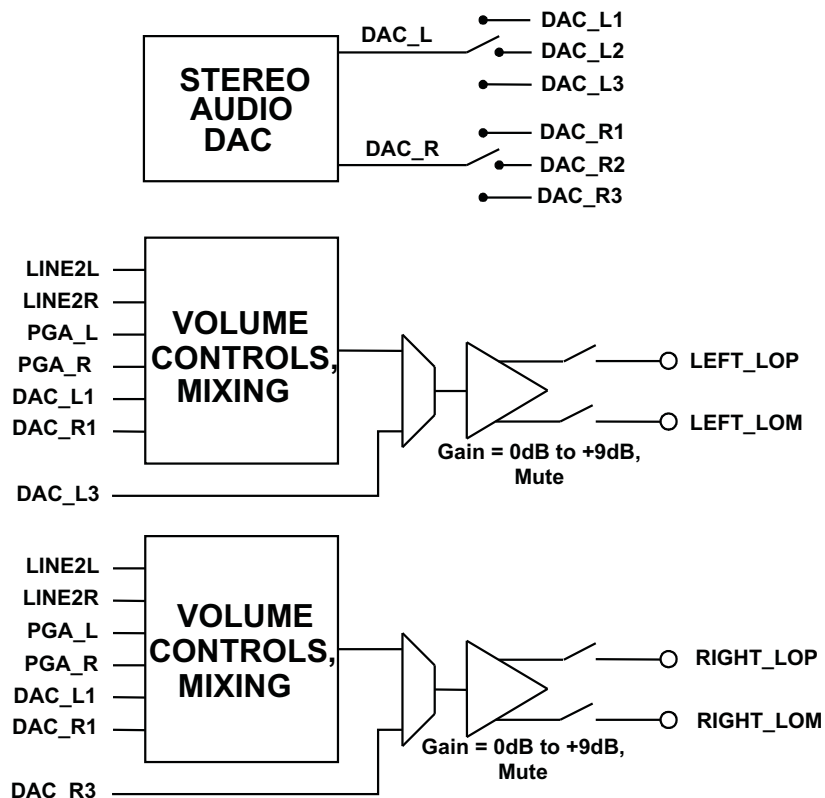 DAC_L1
DAC_L
DAC_L2
STEREO
AUDIO
DAC
DAC_L3
DAC_R1
DAC_R
DAC_R2
DAC_R3
LINE2L
LINE2R
PGA_L
PGA_R
DAC_L1
DAC_R1
VOLUME
CONTROLS,
MIXING
LEFT_LOP
LEFT_LOM
Gain = 0dB to +9dB,
Mute
DAC_L3
LINE2L
LINE2R
PGA_L
PGA_R
DAC_L1
DAC_R1
VOLUME
CONTROLS,
MIXING
RIGHT_LOP
RIGHT_LOM
Gain = 0dB to +9dB,
Mute
DAC_R3